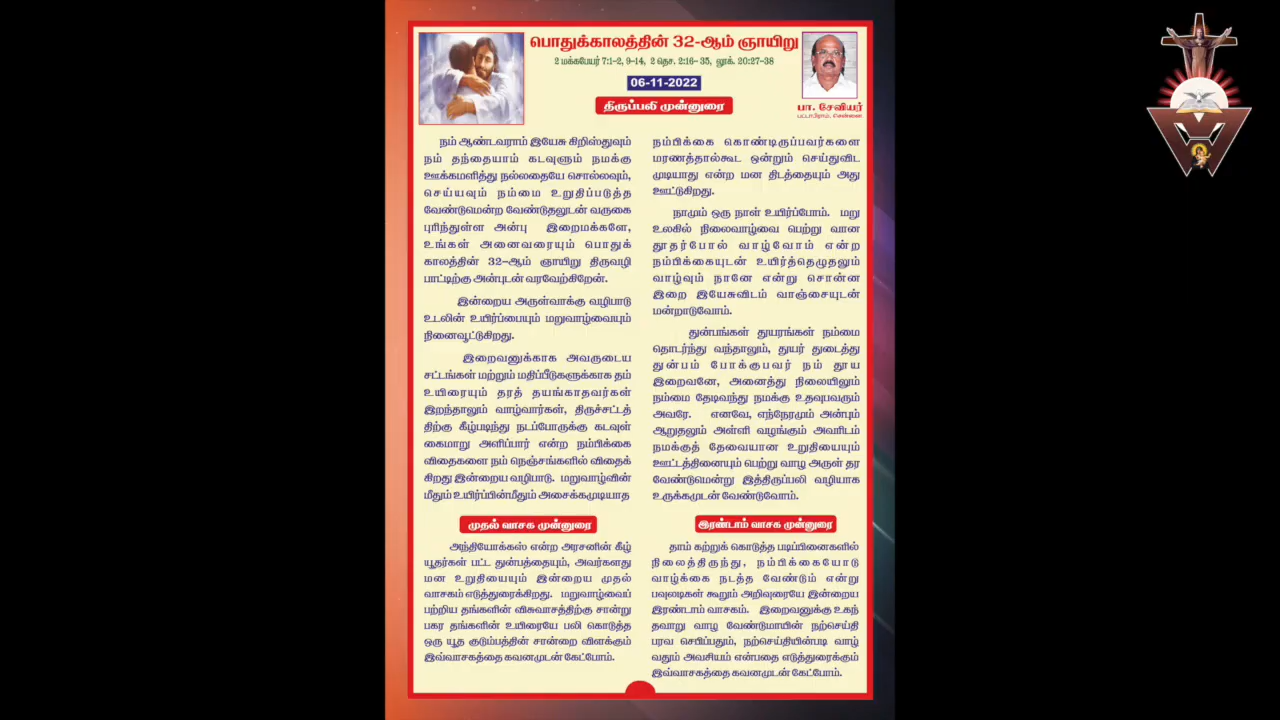 பொதுக்காலத்தின் 32-ஆம் ஞாயிறு
2 மக்கபேயர் 7:1-2, 9-14, 2 தெச. 2:16- 35, லூக். 20:27-38
06-11-2022
திருப்பலி முன்னுரை
பா. சேவியர்
பட்டாபிராம், சென்னை
நம் ஆண்டவராம் இயேசு கிறிஸ்துவும்
நம் தந்தையாம் கடவுளும் நமக்கு
ஊக்கமளித்து நல்லதையே சொல்லவும்,
செய்யவும் நம்மை உறுதிப்படுத்த
வேண்டுமென்ற வேண்டுதலுடன் வருகை
புரிந்துள்ள அன்பு இறைமக்களே,
உங்கள் அனைவரையும் பொதுக்
காலத்தின் 32-ஆம் ஞாயிறு திருவழி
பாட்டிற்கு அன்புடன் வரவேற்கிறேன்.
இன்றைய அருள்வாக்கு வழிபாடு
உடலின் உயிர்ப்பையும் மறுவாழ்வையும்
நினைவூட்டுகிறது.
இறைவனுக்காக அவருடைய
சட்டங்கள் மற்றும் மதிப்பீடுகளுக்காக தம்
உயிரையும் தரத் தயங்காதவர்கள்
இறந்தாலும் வாழ்வார்கள், திருச்சட்டத்
திற்கு கீழ்படிந்து நடப்போருக்கு கடவுள்
கைமாறு அளிப்பார் என்ற நம்பிக்கை
விதைகளை நம் நெஞ்சங்களில் விதைக்
கிறது இன்றைய வழிபாடு. மறுவாழ்வின்
மீதும் உயிர்ப்பின்மீதும் அசைக்கமுடியாத
நம்பிக்கை கொண்டிருப்பவர்களை
மரணத்தால்கூட ஒன்றும் செய்துவிட
முடியாது என்ற மன திடத்தையும் அது
ஊட்டுகிறது.
நாமும் ஒரு நாள் உயிர்ப்போம். மறு
உலகில் நிலைவாழ்வை பெற்று வான
தூதர்போல் வாழ்வோம் என்ற
நம்பிக்கையுடன் உயிர்த்தெழுதலும்
வாழ்வும் நானே என்று சொன்ன
இறை இயேசுவிடம் வாஞ்சையுடன்
மன்றாடுவோம்.
துன்பங்கள் துயரங்கள் நம்மை
தொடர்ந்து வந்தாலும், துயர் துடைத்து
துன்பம் போக்குபவர் நம் தூய
இறைவனே, அனைத்து நிலையிலும்
நம்மை தேடிவந்து நமக்கு உதவுபவரும்
அவரே. எனவே, எந்நேரமும் அன்பும்
ஆறுதலும் அள்ளி வழங்கும் அவரிடம்
நமக்குத் தேவையான உறுதியையும்
ஊட்டத்தினையும் பெற்று வாழ அருள் தர
வேண்டுமென்று இத்திருப்பலி வழியாக
உருக்கமுடன் வேண்டுவோம்.
முதல் வாசக முன்னுரை
அந்தியோக்கஸ் என்ற அரசனின் கீழ்
யூதர்கள் பட்ட துன்பத்தையும், அவர்களது
மன உறுதியையும் இன்றைய முதல்
வாசகம் எடுத்துரைக்கிறது. மறுவாழ்வைப்
பற்றிய தங்களின் விசுவாசத்திற்கு சான்று
பகர தங்களின் உயிரையே பலி கொடுத்த
ஒரு யூத குடும்பத்தின் சான்றை விளக்கும்
இவ்வாசகத்தை கவனமுடன் கேட்போம்.
இரண்டாம் வாசக முன்னுரை
தாம் கற்றுக் கொடுத்த படிப்பினைகளில்
நிலைத்திருந்து, நம்பிக்கையோடு
வாழ்க்கை நடத்த வேண்டும் என்று
பவுலடிகள் கூறும் அறிவுரையே இன்றைய
இரண்டாம் வாசகம். இறைவனுக்கு உகந்
தவாறு வாழ வேண்டுமாயின் நற்செய்தி
பரவ செபிப்பதும், நற்செய்தியின்படி வாழ்
வதும் அவசியம் என்பதை எடுத்துரைக்கும்
இவ்வாசகத்தை கவனமுடன் கேட்போம்.